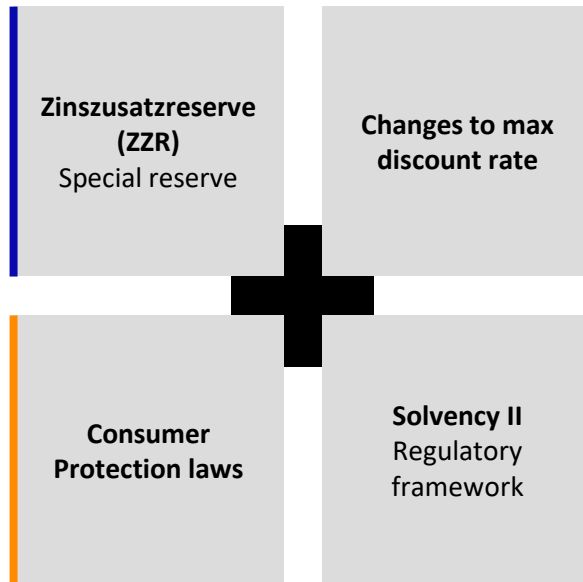 Zinszusatzreserve
(ZZR)
Special reserve
Changes to max
discount rate
Consumer
Protection laws
Solvency II
Regulatory
framework